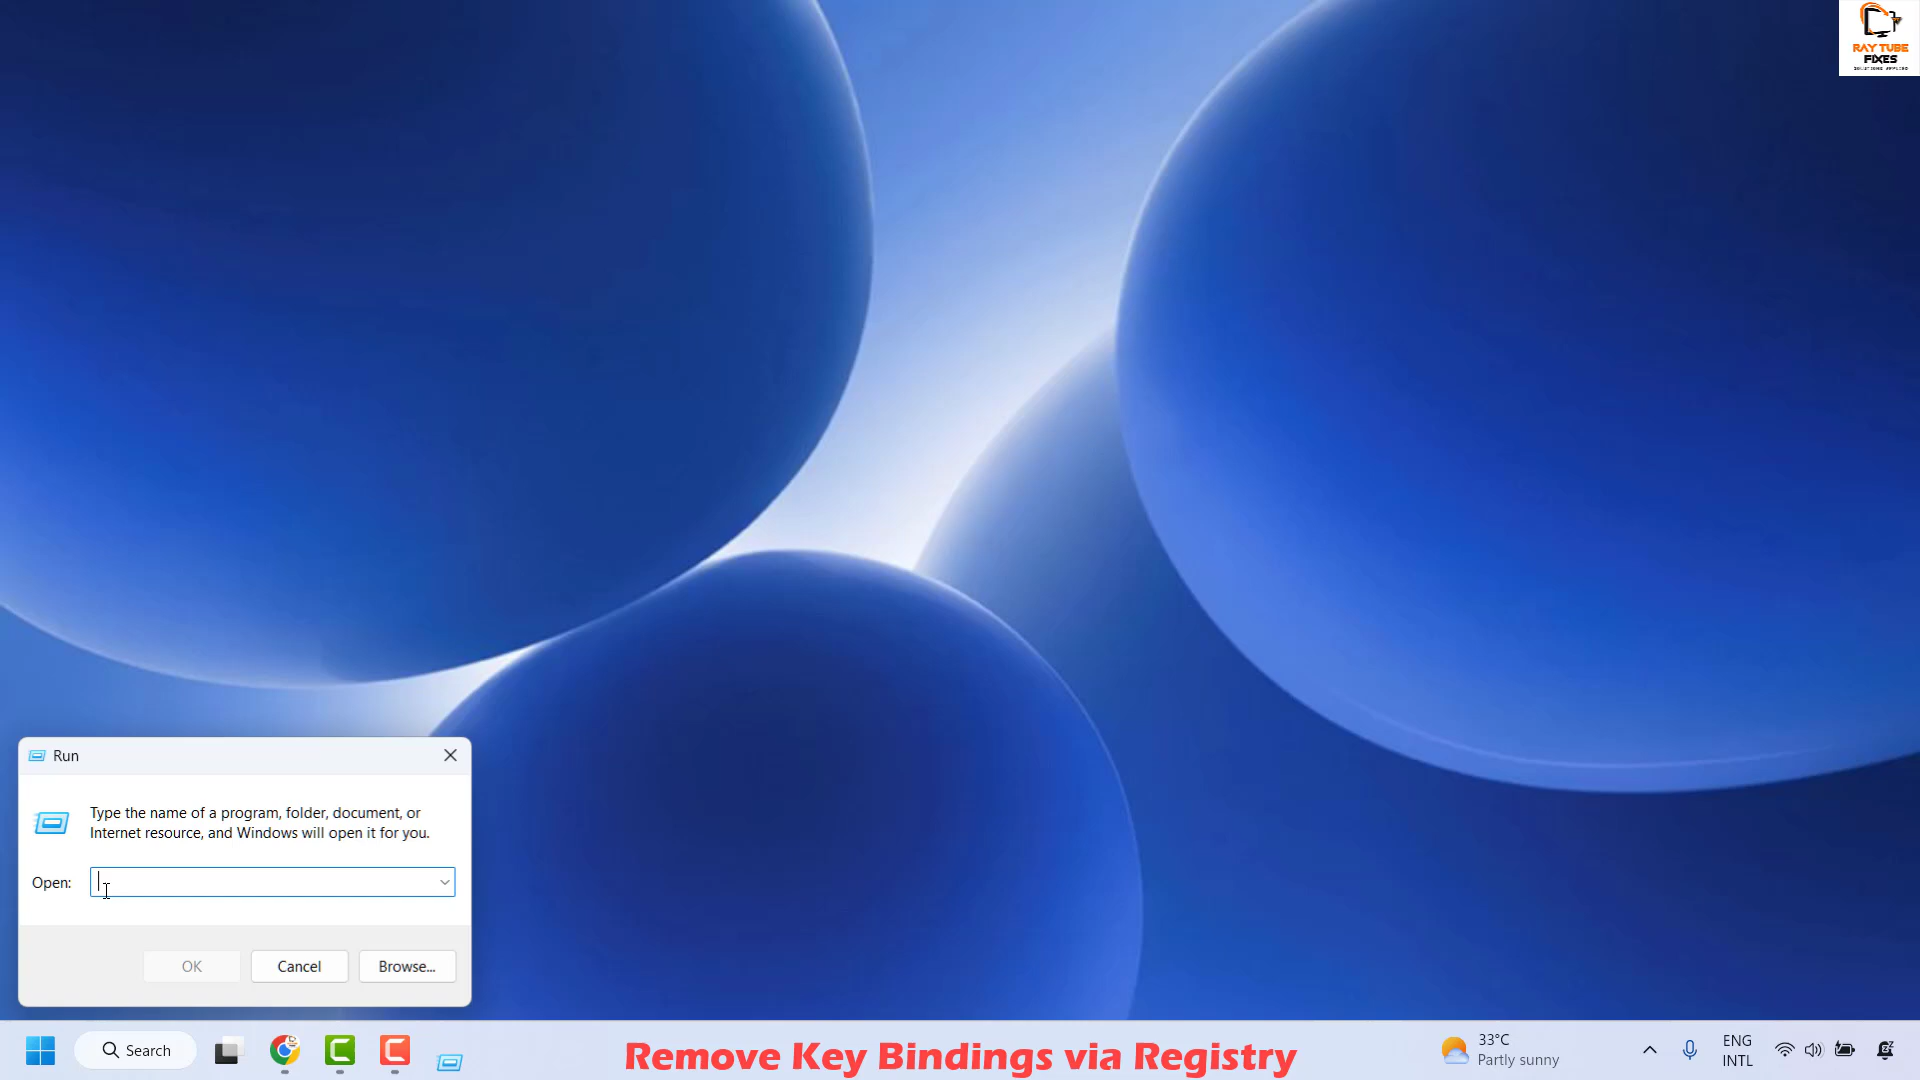 RAY TUBE
FIXES
Run
Type the name of a program, folder, document, or
Internet resource, and Windows will open it for you.
Open:
OK
Cancel
Browse...
Search
Remove Key Bindings via Registry
33°C
Partly sunny
ENG
INTL